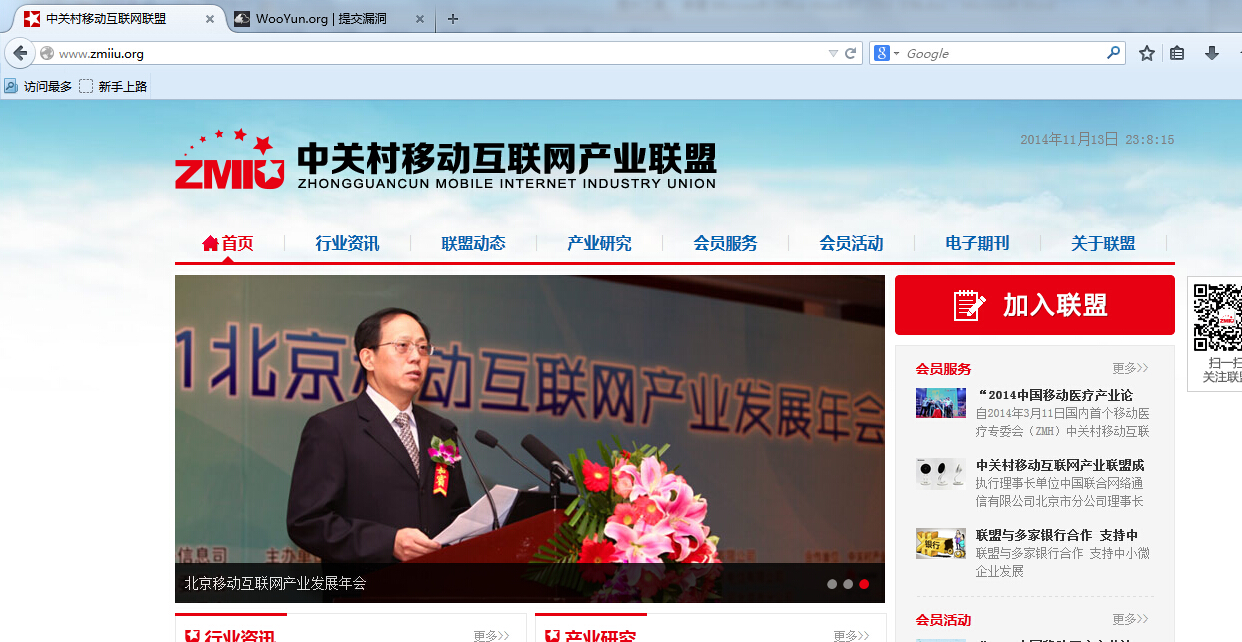 中关村移动互联网联盟
WooYun.org | 提交漏洞
www.zmiiu.org
Google
访问最多
新手上路
ZMIIU
中关村移动互联网产业联盟
ZHONGGUANCUN MOBILE INTERNET INDUSTRY UNION
2014年11月13日 23:8:15
首页
行业资讯
联盟动态
产业研究
会员服务
会员活动
电子期刊
关于联盟
1北京移动互联网产业发展年会
信息司
主办单
北京移动互联网产业发展年会
加入联盟
会员服务
更多>>
“2014中国移动医疗产业论
自2014年3月11日国内首个移动医
疗专委会（ZMH）中关村移动互联
中关村移动互联网产业联盟成
执行理事长单位中国联合网络通
信有限公司北京市分公司理事长
银行
联盟与多家银行合作 支持中
联盟与多家银行合作 支持中小微
企业发展
会员活动
更多>>
扫一扫
关注联盟
行业资讯
更多>>
产业研究
更多>>